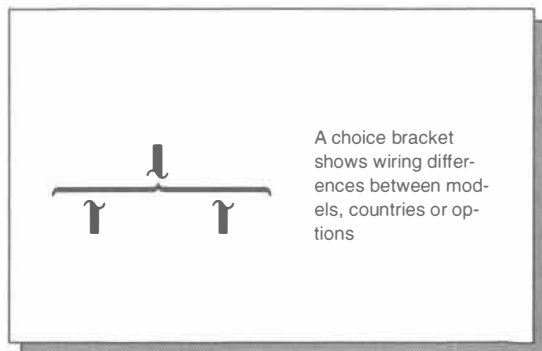 A choice bracket
shows wiring differ-
ences between mod-
els, countries or op-
tions